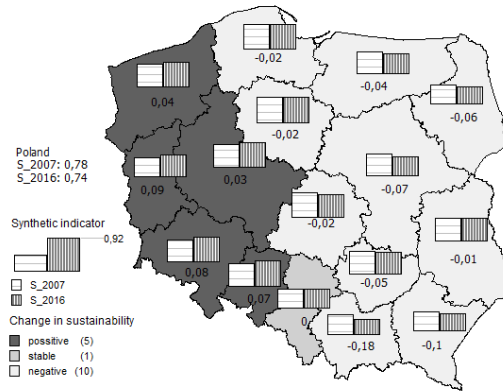 -0,02
-0,04
0,04
-0,06
-0,02
Poland
S_2007: 0,78
S_2016: 0,74
0,09
0,03
-0,07
Synthetic indicator
-0,02
0,92
-0,01
0,08
S_2007
-0,05
S_2016
0,07
Change in sustainability
0,
possitive (5)
-0,18
-0,1
stable (1)
negative (10)